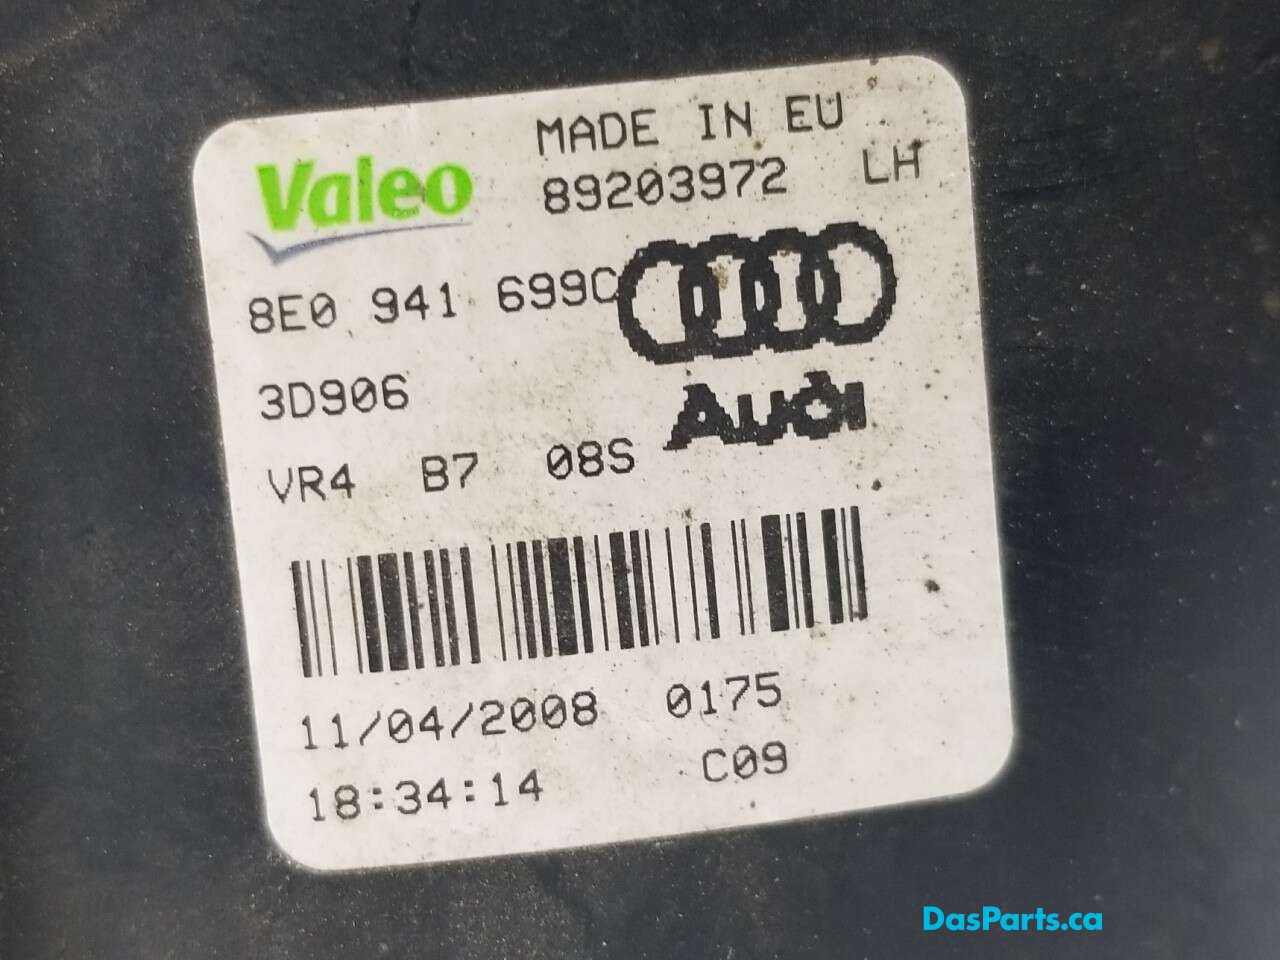 MADE IN EU
Valeo 89203972 LH
8E0 941 699C
3D906
Audi
VR4 B7 08S
11/04/2008 0175
18:34:14 C09
DasParts.ca